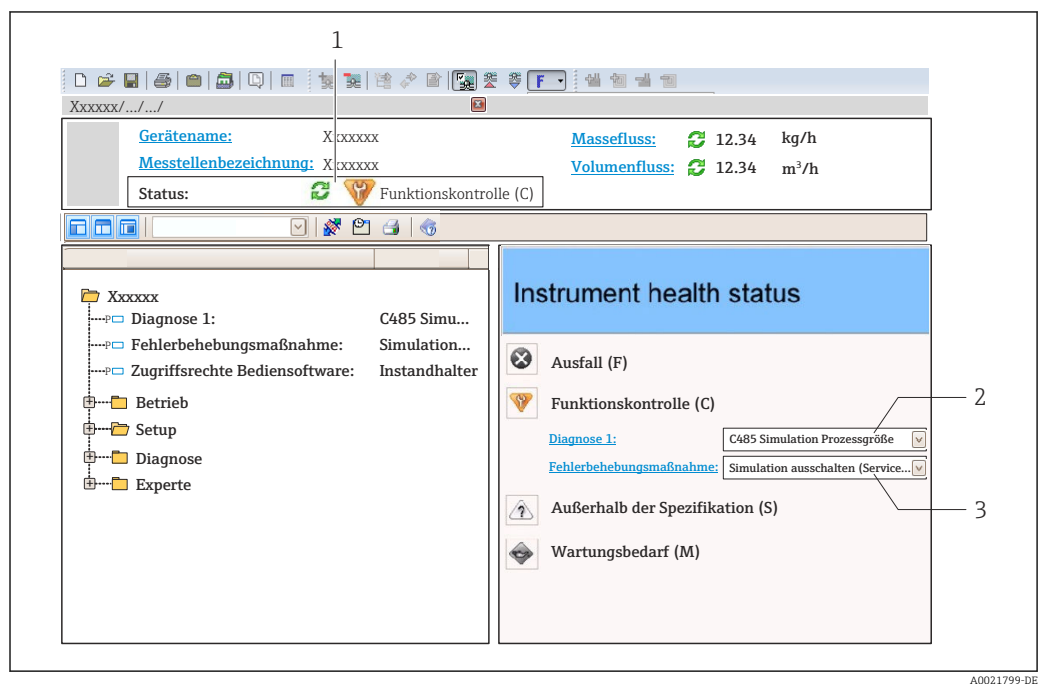 1
F
Xxxxxx/.../.../
Gerätename: Xxxxxxx Massefluss: 12.34 kg/h
Messstellenbezeichnung: Xxxxxxx Volumenfluss: 12.34 m³/h
Status: Funktionskontrolle (C)
Instrument health status
Xxxxxx
P Diagnose 1: C485 Simu...
P Fehlerbehebungsmaßnahme: Simulation...
P Zugriffsrechte Bediensoftware: Instandhalter
Betrieb
Setup
Diagnose
Experte
Ausfall (F)
Funktionskontrolle (C)
2
Diagnose 1: C485 Simulation Prozessgröße
Fehlerbehebungsmaßnahme: Simulation ausschalten (Service...
Außerhalb der Spezifikation (S)
3
Wartungsbedarf (M)
A0021799-DE